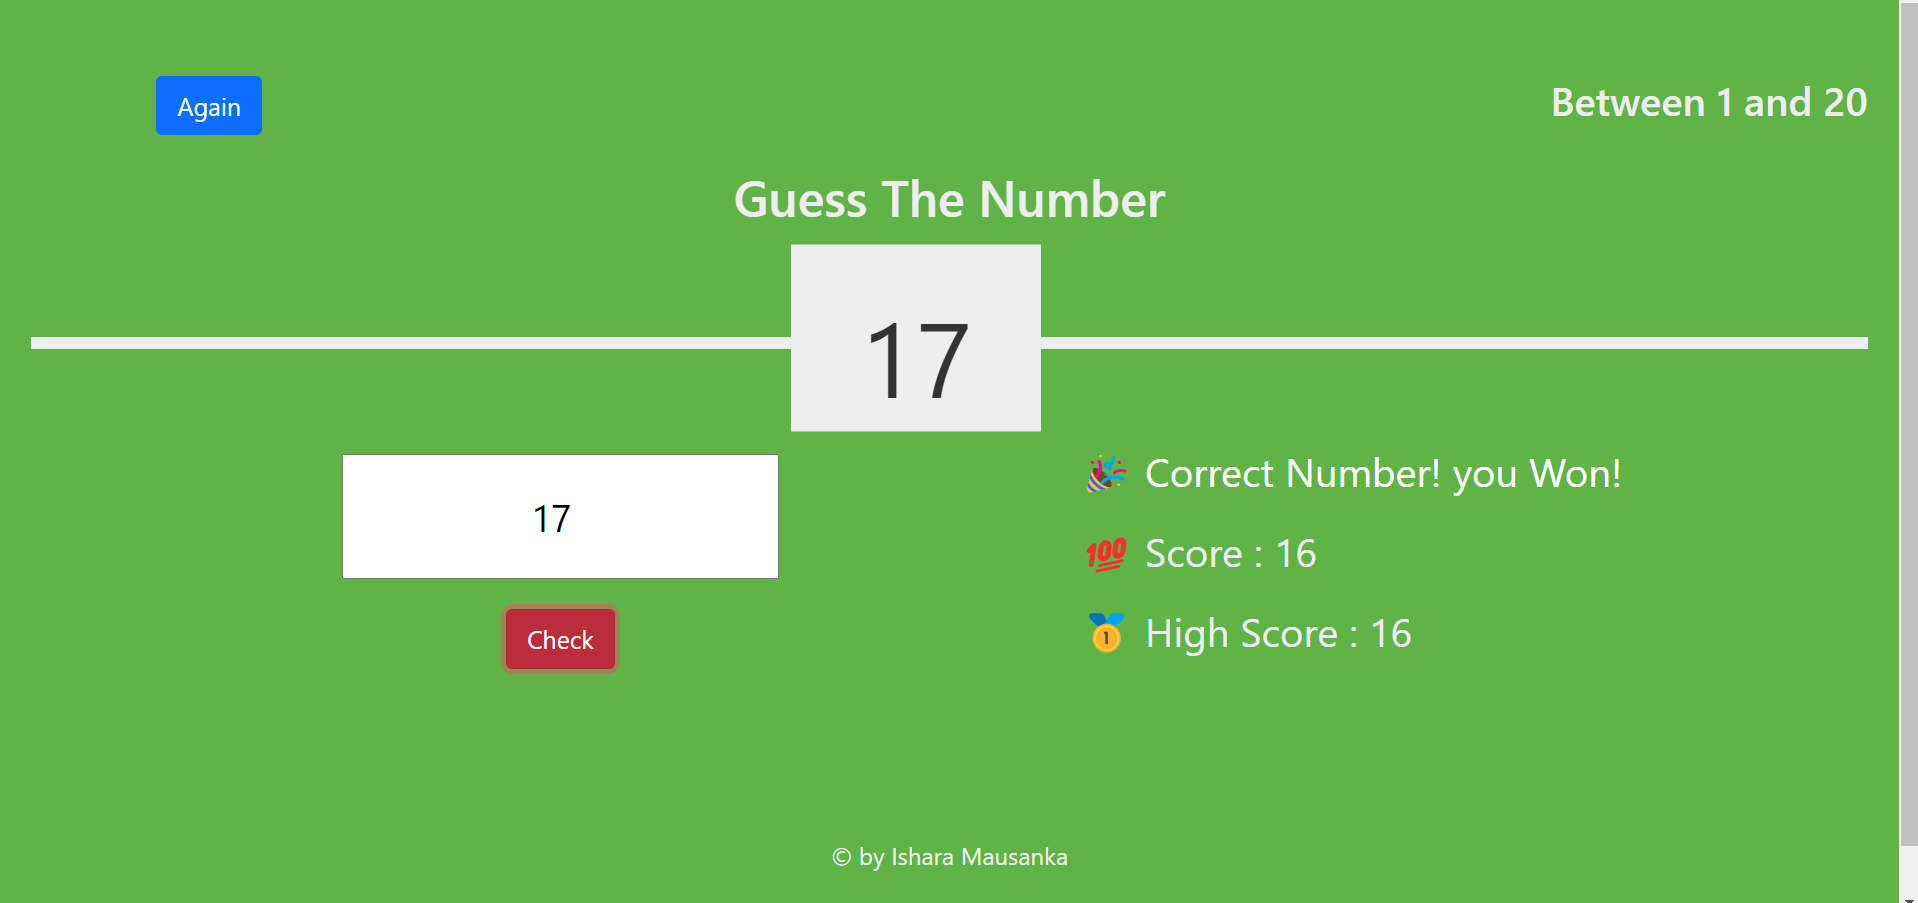 Again
Between 1 and 20
Guess The Number
17
17
Check
🎉 Correct Number! you Won!
💯 Score : 16
🥇 High Score : 16
© by Ishara Mausanka